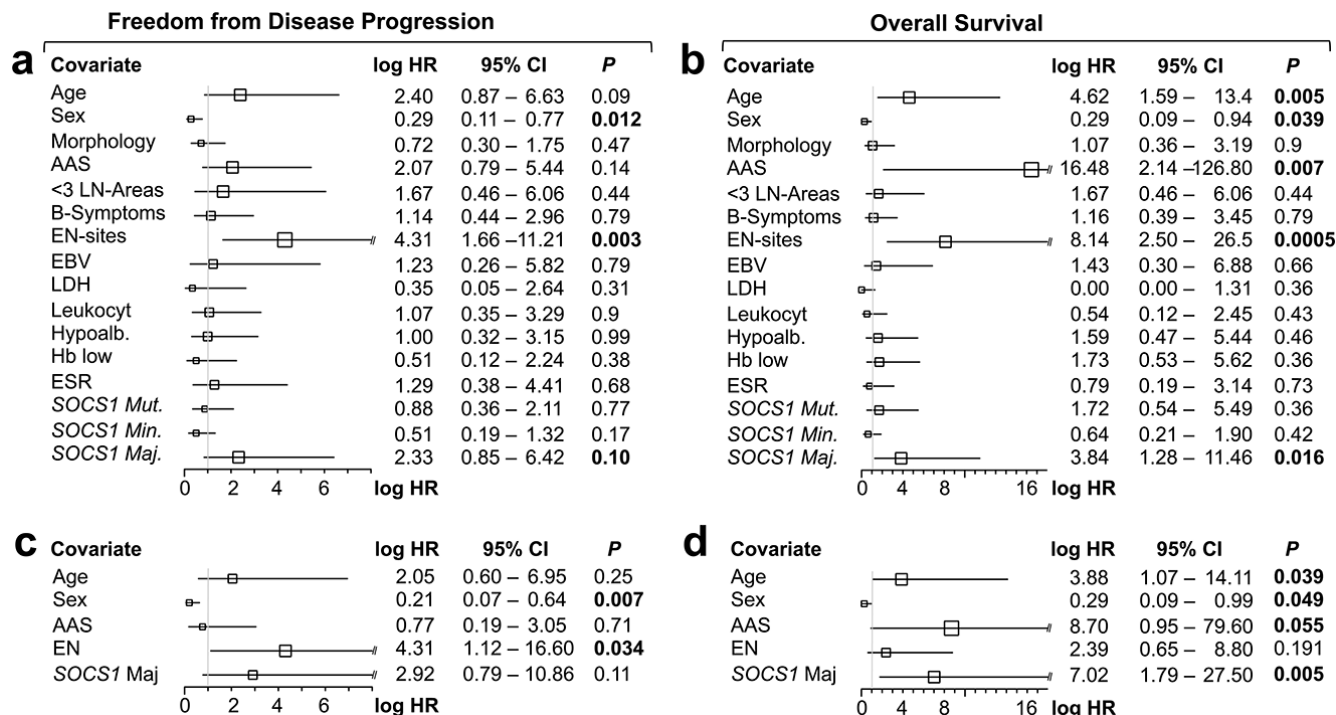 Freedom from Disease Progression
Overall Survival
a
Covariate log HR 95% CI P
Age 2.40 0.87 – 6.63 0.09
Sex 0.29 0.11 – 0.77 0.012
Morphology 0.72 0.30 – 1.75 0.47
AAS 2.07 0.79 – 5.44 0.14
<3 LN-Areas 1.67 0.46 – 6.06 0.44
B-Symptoms 1.14 0.44 – 2.96 0.79
EN-sites 4.31 1.66 –11.21 0.003
EBV 1.23 0.26 – 5.82 0.79
LDH 0.35 0.05 – 2.64 0.31
Leukocyt 1.07 0.35 – 3.29 0.9
Hypoalb. 1.00 0.32 – 3.15 0.99
Hb low 0.51 0.12 – 2.24 0.38
ESR 1.29 0.38 – 4.41 0.68
SOCS1 Mut. 0.88 0.36 – 2.11 0.77
SOCS1 Min. 0.51 0.19 – 1.32 0.17
SOCS1 Maj. 2.33 0.85 – 6.42 0.10
0 2 4 6 log HR
b
Covariate log HR 95% CI P
Age 4.62 1.59 – 13.4 0.005
Sex 0.29 0.09 – 0.94 0.039
Morphology 1.07 0.36 – 3.19 0.9
AAS 16.48 2.14 –126.80 0.007
<3 LN-Areas 1.67 0.46 – 6.06 0.44
B-Symptoms 1.16 0.39 – 3.45 0.79
EN-sites 8.14 2.50 – 26.5 0.0005
EBV 1.43 0.30 – 6.88 0.66
LDH 0.00 0.00 – 1.31 0.36
Leukocyt 0.54 0.12 – 2.45 0.43
Hypoalb. 1.59 0.47 – 5.44 0.46
Hb low 1.73 0.53 – 5.62 0.36
ESR 0.79 0.19 – 3.14 0.73
SOCS1 Mut. 1.72 0.54 – 5.49 0.36
SOCS1 Min. 0.64 0.21 – 1.90 0.42
SOCS1 Maj. 3.84 1.28 – 11.46 0.016
0 4 8 16 log HR
c
Covariate log HR 95% CI P
Age 2.05 0.60 – 6.95 0.25
Sex 0.21 0.07 – 0.64 0.007
AAS 0.77 0.19 – 3.05 0.71
EN 4.31 1.12 – 16.60 0.034
SOCS1 Maj 2.92 0.79 – 10.86 0.11
0 2 4 6 log HR
d
Covariate log HR 95% CI P
Age 3.88 1.07 – 14.11 0.039
Sex 0.29 0.09 – 0.99 0.049
AAS 8.70 0.95 – 79.60 0.055
EN 2.39 0.65 – 8.80 0.191
SOCS1 Maj 7.02 1.79 – 27.50 0.005
0 4 8 16 log HR